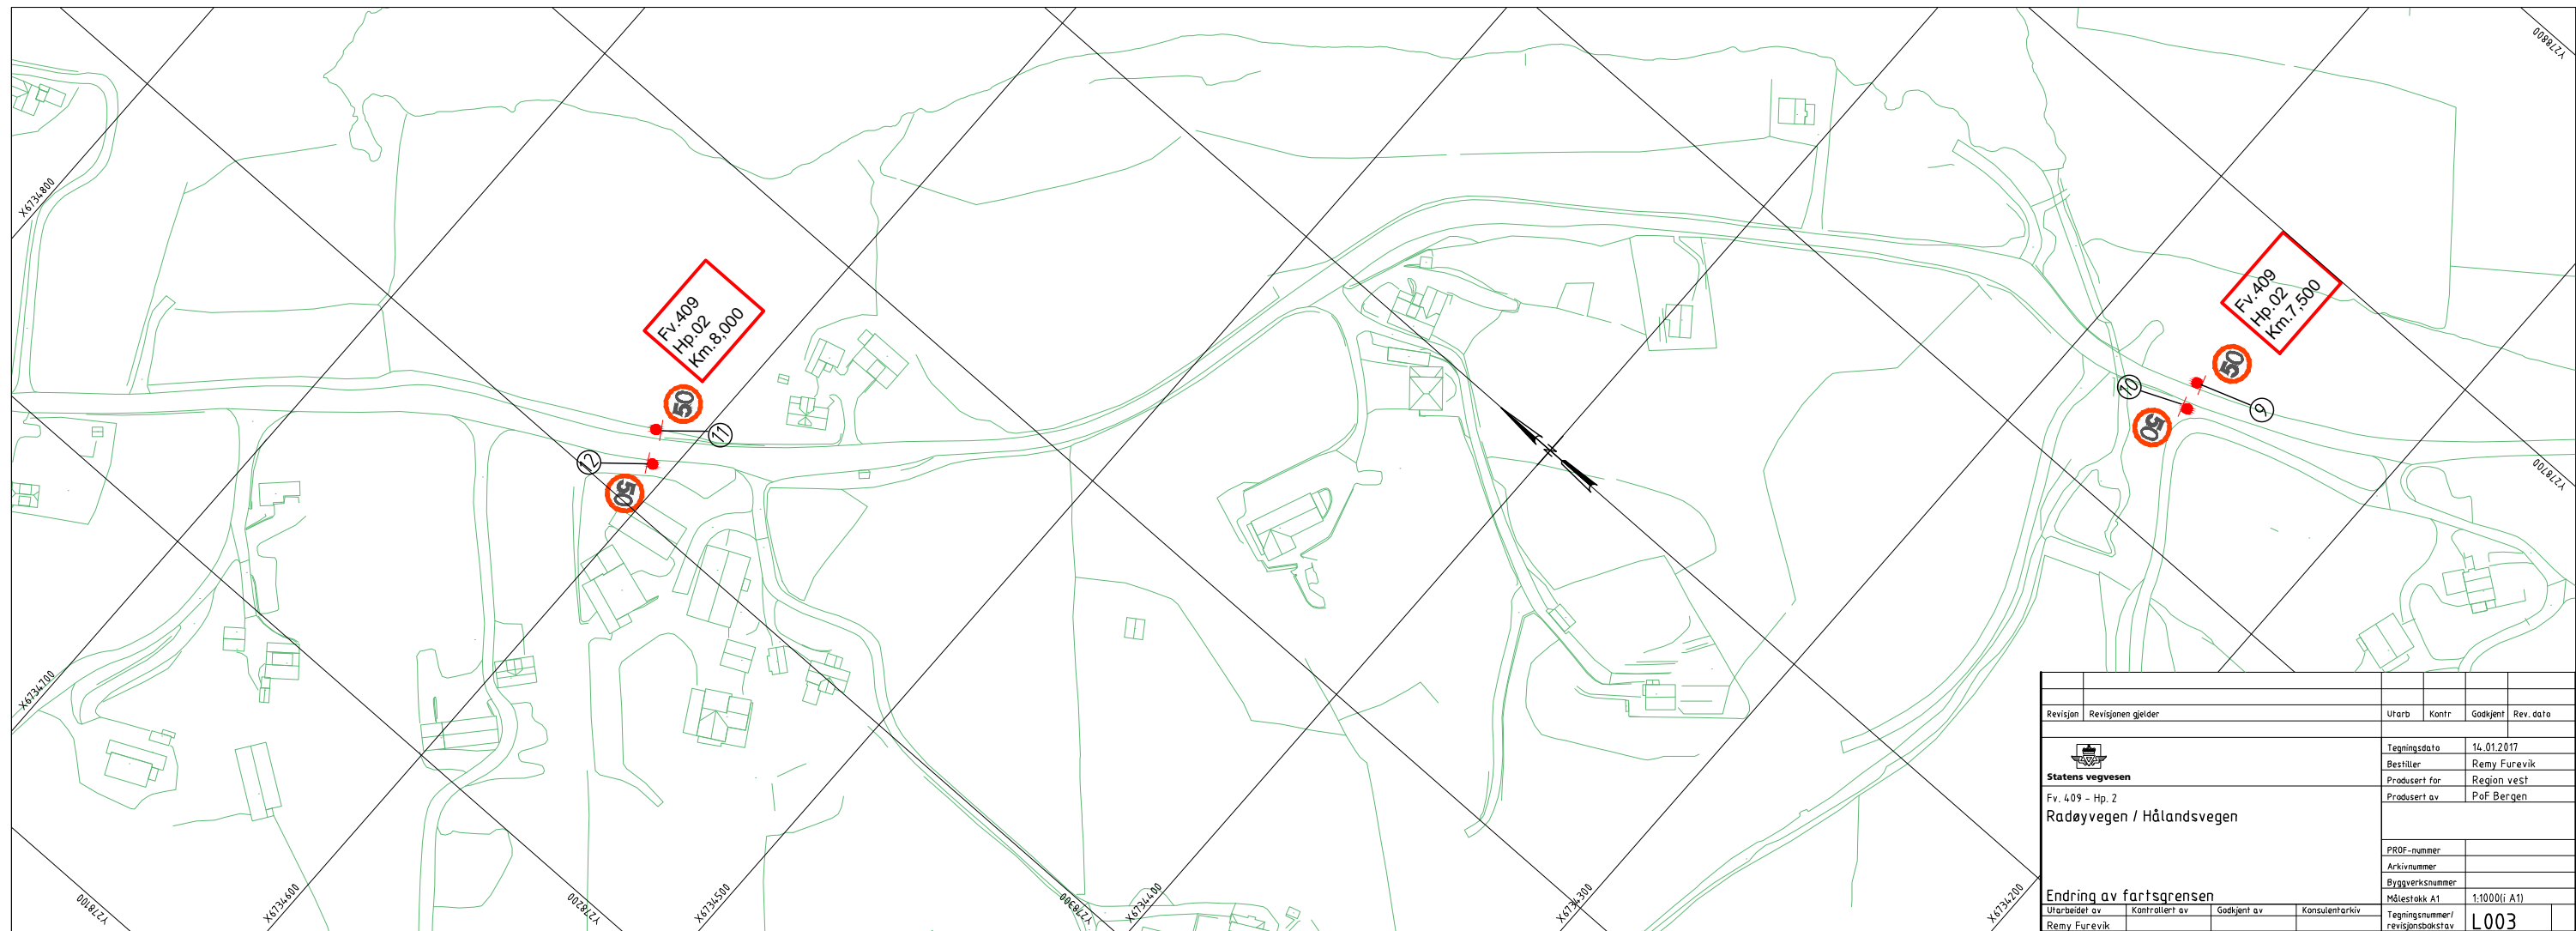 Y278800
X6734800
Fv.409
Hp.02
Km.8,000
50
11
12
50
Fv.409
Hp.02
Km.7,500
50
10
9
50
N
Y278700
X6734700
Y278100
X6734600
Y278200
X6734500
Y278300
X6734400
X6734300
X6734200
Revisjon Revisjonen gjelder Utarb Kontr Godkjent Rev. dato
Statens vegvesen
Tegningsdato 14.01.2017
Bestiller Remy Furevik
Produsert for Region vest
Produsert av PoF Bergen
Fv. 409 - Hp. 2
Radøyvegen / Hålandsvegen
PROF-nummer
Arkivnummer
Byggverksnummer
Endring av fartsgrensen
Målestokk A1 1:1000(i A1)
Utarbeidet av Kontrollert av Godkjent av Konsulentarkiv
Remy Furevik
Tegningsnummer/
revisjonsbokstav L003